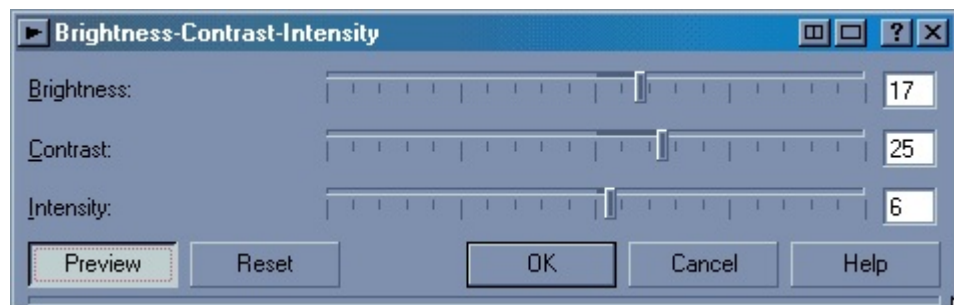 Brightness-Contrast-Intensity
?
Brightness: 17
Contrast: 25
Intensity: 6
Preview Reset OK Cancel Help